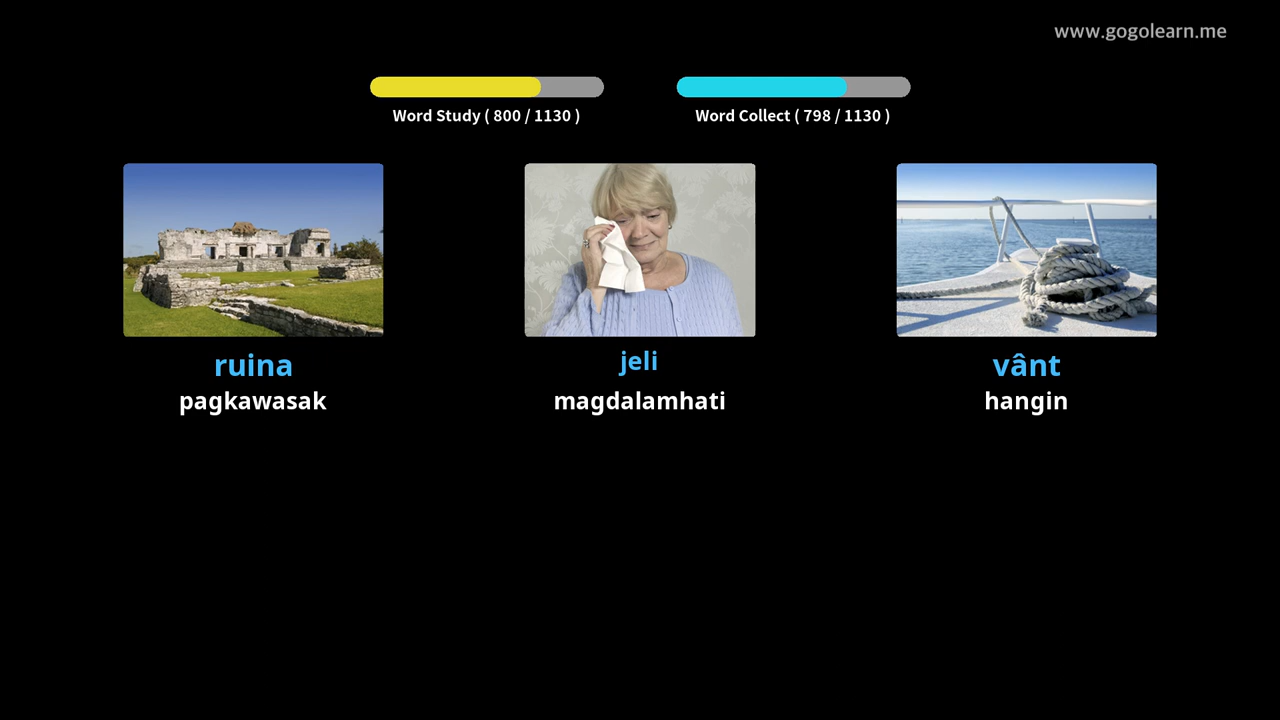 www.gogolearn.me
Word Study ( 800 / 1130 )
Word Collect ( 798 / 1130 )
ruina
jeli
vânt
pagkawasak
magdalamhati
hangin